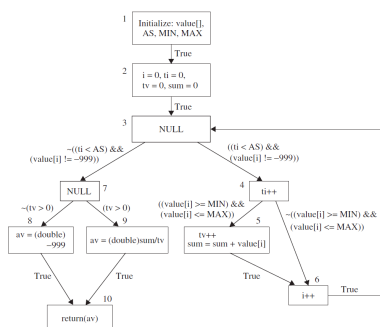 1
Initialize: value[],
AS, MIN, MAX
True
2
i = 0, ti = 0,
tv = 0, sum = 0
True
3
NULL
~((ti < AS) &&
(value[i] != −999))
((ti < AS) &&
(value[i] != −999))
NULL
7
4
ti++
~(tv > 0)
(tv > 0)
((value[i] >= MIN) &&
(value[i] <= MAX))
~((value[i] >= MIN) &&
(value[i] <= MAX))
8
9
5
av = (double)
−999
av = (double)sum/tv
tv++
sum = sum + value[i]
True
True
True
6
i++
True
10
return(av)